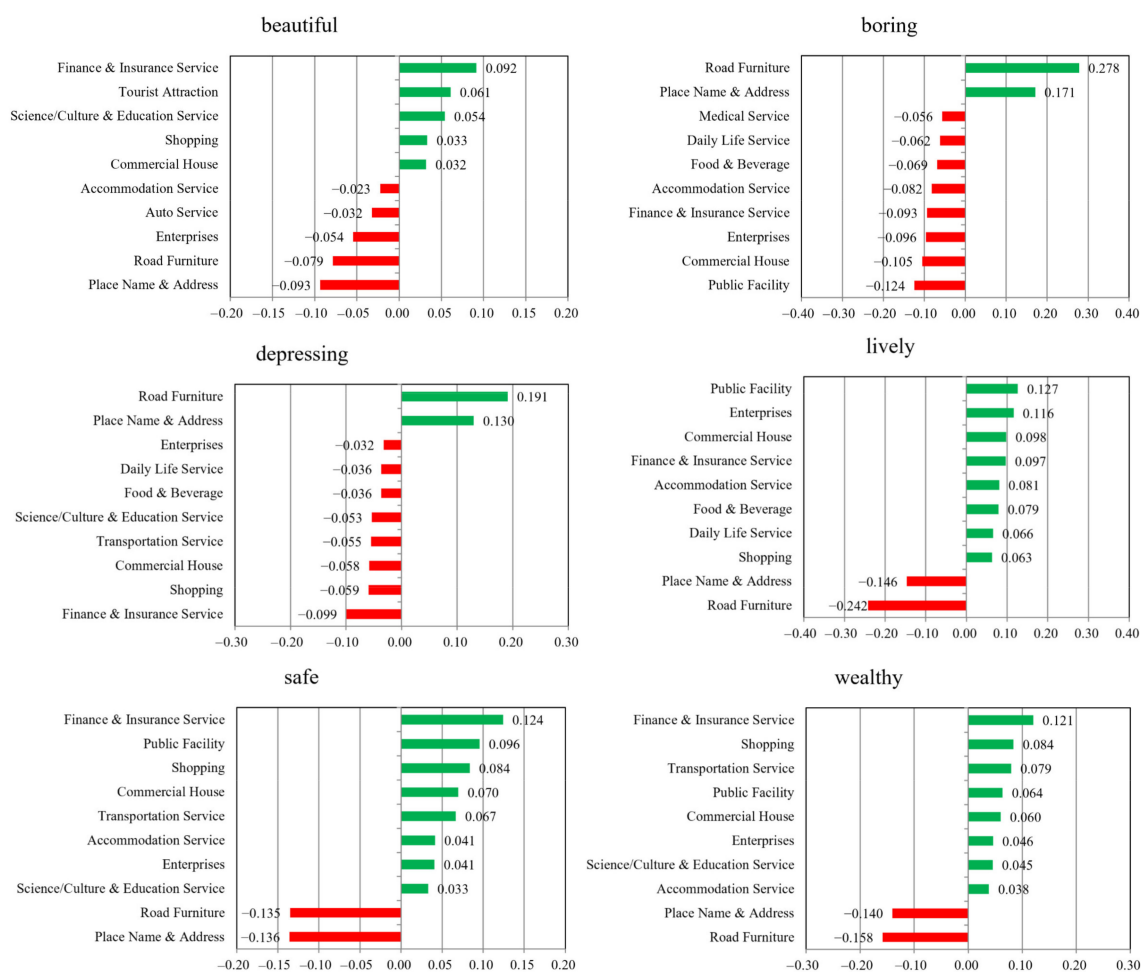 beautiful
Finance & Insurance Service 0.092
Tourist Attraction 0.061
Science/Culture & Education Service 0.054
Shopping 0.033
Commercial House 0.032
Accommodation Service −0.023
Auto Service −0.032
Enterprises −0.054
Road Furniture −0.079
Place Name & Address −0.093
−0.20 −0.15 −0.10 −0.05 0.00 0.05 0.10 0.15 0.20
boring
Road Furniture 0.278
Place Name & Address 0.171
Medical Service −0.056
Daily Life Service −0.062
Food & Beverage −0.069
Accommodation Service −0.082
Finance & Insurance Service −0.093
Enterprises −0.096
Commercial House −0.105
Public Facility −0.124
−0.40 −0.30 −0.20 −0.10 0.00 0.10 0.20 0.30 0.40
depressing
Road Furniture 0.191
Place Name & Address 0.130
Enterprises −0.032
Daily Life Service −0.036
Food & Beverage −0.036
Science/Culture & Education Service −0.053
Transportation Service −0.055
Commercial House −0.058
Shopping −0.059
Finance & Insurance Service −0.099
−0.30 −0.20 −0.10 0.00 0.10 0.20 0.30
lively
Public Facility 0.127
Enterprises 0.116
Commercial House 0.098
Finance & Insurance Service 0.097
Accommodation Service 0.081
Food & Beverage 0.079
Daily Life Service 0.066
Shopping 0.063
Place Name & Address −0.146
Road Furniture −0.242
−0.40 −0.30 −0.20 −0.10 0.00 0.10 0.20 0.30 0.40
safe
Finance & Insurance Service 0.124
Public Facility 0.096
Shopping 0.084
Commercial House 0.070
Transportation Service 0.067
Accommodation Service 0.041
Enterprises 0.041
Science/Culture & Education Service 0.033
Road Furniture −0.135
Place Name & Address −0.136
−0.20 −0.15 −0.10 −0.05 0.00 0.05 0.10 0.15 0.20
wealthy
Finance & Insurance Service 0.121
Shopping 0.084
Transportation Service 0.079
Public Facility 0.064
Commercial House 0.060
Enterprises 0.046
Science/Culture & Education Service 0.045
Accommodation Service 0.038
Place Name & Address −0.140
Road Furniture −0.158
−0.30 −0.20 −0.10 0.00 0.10 0.20 0.30